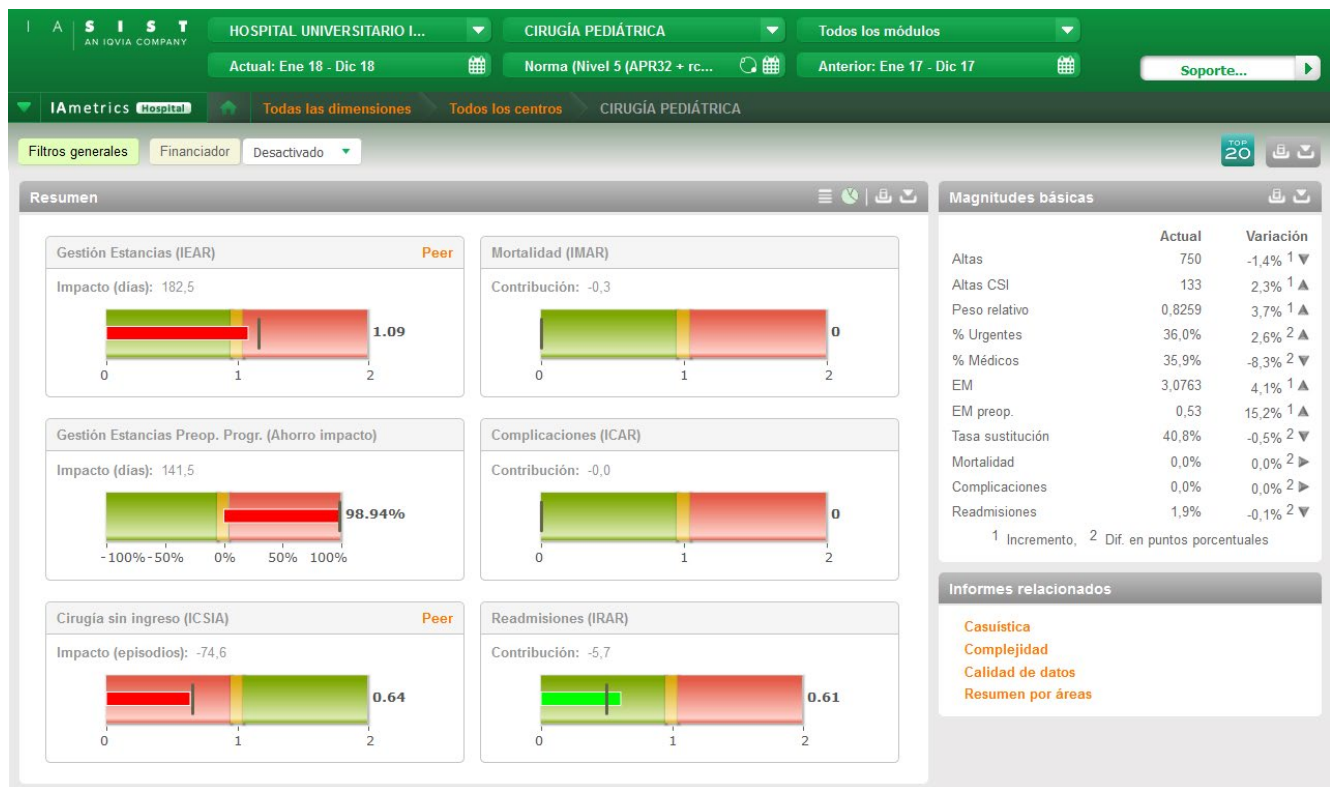 I A S I S T
AN IQVIA COMPANY
HOSPITAL UNIVERSITARIO I...
CIRUGÍA PEDIÁTRICA
Todos los módulos
Actual: Ene 18 - Dic 18
Norma (Nivel 5 (APR32 + rc...
Anterior: Ene 17 - Dic 17
Soporte...
IAmetrics Hospital
Todas las dimensiones
Todos los centros
CIRUGÍA PEDIÁTRICA
Filtros generales
Financiador
Desactivado
TOP 20
Resumen
Gestión Estancias (IEAR) Peer
Impacto (días): 182,5
1.09
0 1 2
Mortalidad (IMAR)
Contribución: -0,3
0
0 1 2
Gestión Estancias Preop. Progr. (Ahorro impacto)
Impacto (días): 141,5
98.94%
-100% -50% 0% 50% 100%
Complicaciones (ICAR)
Contribución: -0,0
0
0 1 2
Cirugía sin ingreso (ICSIA) Peer
Impacto (episodios): -74,6
0.64
0 1 2
Readmisiones (IRAR)
Contribución: -5,7
0.61
0 1 2
Magnitudes básicas
Actual Variación
Altas 750 -1,4% 1
Altas CSI 133 2,3% 1
Peso relativo 0,8259 3,7% 1
% Urgentes 36,0% 2,6% 2
% Médicos 35,9% -8,3% 2
EM 3,0763 4,1% 1
EM preop. 0,53 15,2% 1
Tasa sustitución 40,8% -0,5% 2
Mortalidad 0,0% 0,0% 2
Complicaciones 0,0% 0,0% 2
Readmisiones 1,9% -0,1% 2
1 Incremento, 2 Dif. en puntos porcentuales
Informes relacionados
Casuística
Complejidad
Calidad de datos
Resumen por áreas